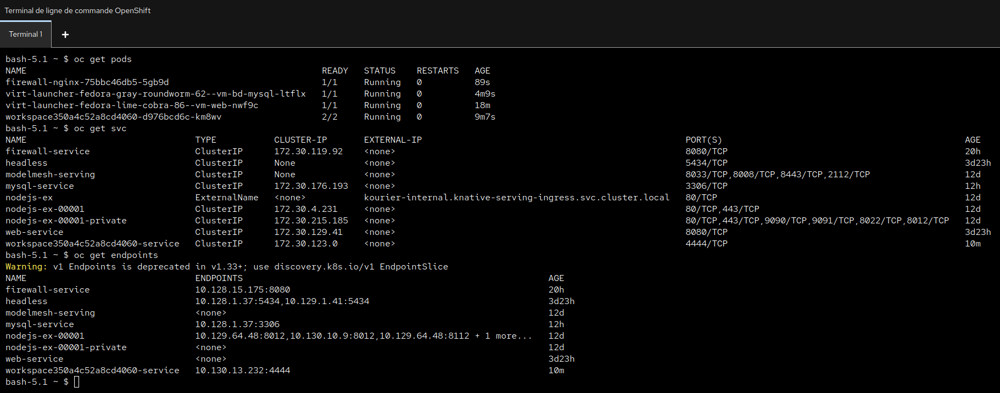 Terminal de ligne de commande OpenShift
Terminal 1 +
bash-5.1 ~ $ oc get pods
NAME READY STATUS RESTARTS AGE
firewall-nginx-75bbc46db5-5gb9d 1/1 Running 0 89s
virt-launcher-fedora-gray-roundworm-62--vm-bd-mysql-ltflx 1/1 Running 0 4m9s
virt-launcher-fedora-lime-cobra-86--vm-web-nwf9c 1/1 Running 0 18m
workspace350a4c52a8cd4060-d976bcd6c-km8wv 2/2 Running 0 9m7s
bash-5.1 ~ $ oc get svc
NAME TYPE CLUSTER-IP EXTERNAL-IP PORT(S) AGE
firewall-service ClusterIP 172.30.119.92 <none> 8080/TCP 20h
headless ClusterIP None <none> 5434/TCP 3d23h
modelmesh-serving ClusterIP None <none> 8033/TCP,8008/TCP,8443/TCP,2112/TCP 12d
mysql-service ClusterIP 172.30.176.193 <none> 3306/TCP 12h
nodejs-ex ExternalName <none> kourier-internal.knative-serving-ingress.svc.cluster.local 80/TCP 12d
nodejs-ex-00001 ClusterIP 172.30.4.231 <none> 80/TCP,443/TCP 12d
nodejs-ex-00001-private ClusterIP 172.30.215.185 <none> 80/TCP,443/TCP,9090/TCP,9091/TCP,8022/TCP,8012/TCP 12d
web-service ClusterIP 172.30.129.41 <none> 8080/TCP 3d23h
workspace350a4c52a8cd4060-service ClusterIP 172.30.123.0 <none> 4444/TCP 10m
bash-5.1 ~ $ oc get endpoints
Warning: v1 Endpoints is deprecated in v1.33+; use discovery.k8s.io/v1 EndpointSlice
NAME ENDPOINTS AGE
firewall-service 10.128.15.175:8080 20h
headless 10.128.1.37:5434,10.129.1.41:5434 3d23h
modelmesh-serving <none> 12d
mysql-service 10.128.1.37:3306 12h
nodejs-ex-00001 10.129.64.48:8012,10.130.10.9:8012,10.129.64.48:8112 + 1 more... 12d
nodejs-ex-00001-private <none> 12d
web-service <none> 3d23h
workspace350a4c52a8cd4060-service 10.130.13.232:4444 10m
bash-5.1 ~ $